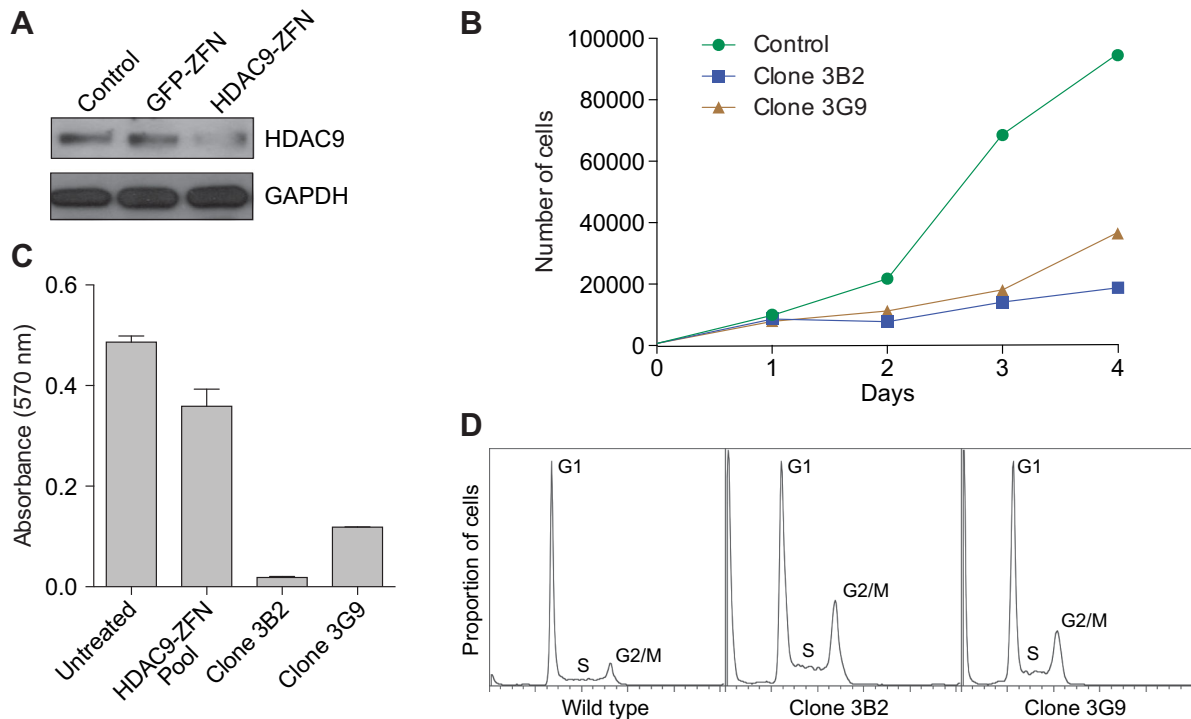 A
Control
GFP-ZFN
HDAC9-ZFN
HDAC9
GAPDH
B
100000
80000
60000
40000
20000
0
Number of cells
Control
Clone 3B2
Clone 3G9
0
1
2
3
4
Days
C
0.6
0.4
0.2
0.0
Absorbance (570 nm)
Untreated
HDAC9-ZFN
Pool
Clone 3B2
Clone 3G9
D
Proportion of cells
G1
S
G2/M
Wild type
G1
S
G2/M
Clone 3B2
G1
S
G2/M
Clone 3G9